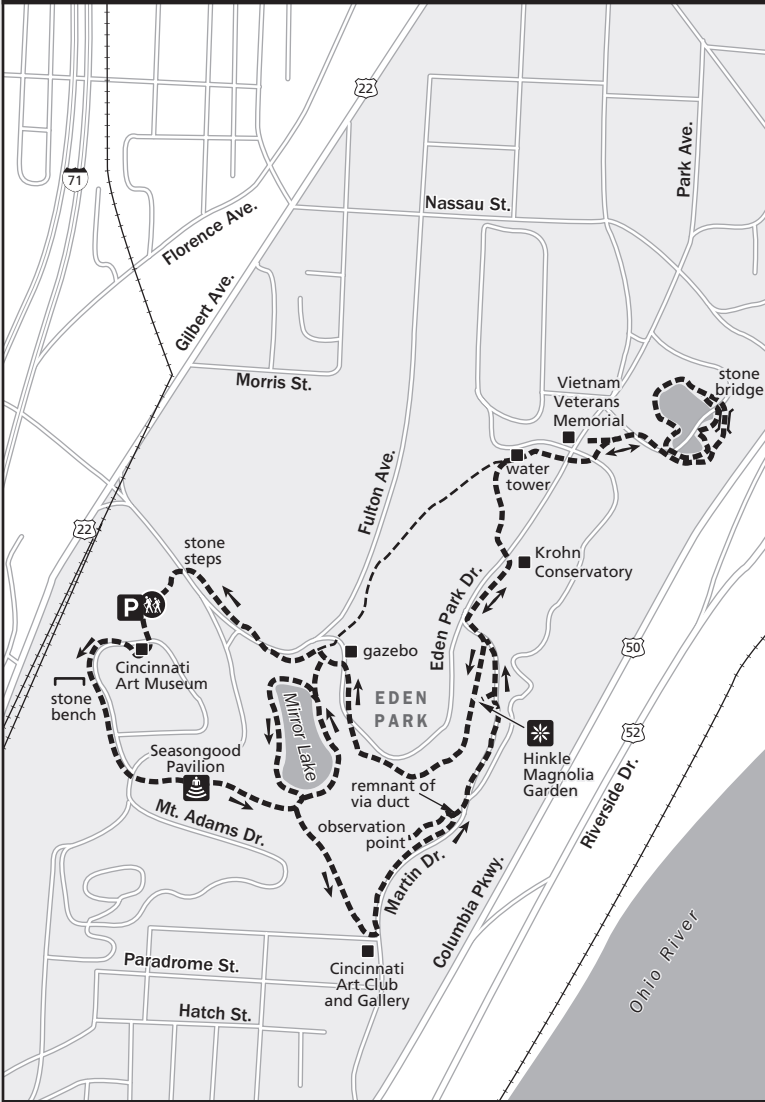 22
71
Park Ave.
Nassau St.
Florence Ave.
Gilbert Ave.
Morris St.
Vietnam
Veterans
Memorial
stone
bridge
water
tower
Fulton Ave.
22
stone
steps
Krohn
Conservatory
P
Eden Park Dr.
gazebo
50
Cincinnati
Art Museum
stone
bench
EDEN
PARK
Mirror Lake
52
Seasongood
Pavilion
Hinkle
Magnolia
Garden
remnant of
via duct
Riverside Dr.
Mt. Adams Dr.
observation
point
Martin Dr.
Columbia Pkwy.
Ohio River
Paradrome St.
Cincinnati
Art Club
and Gallery
Hatch St.